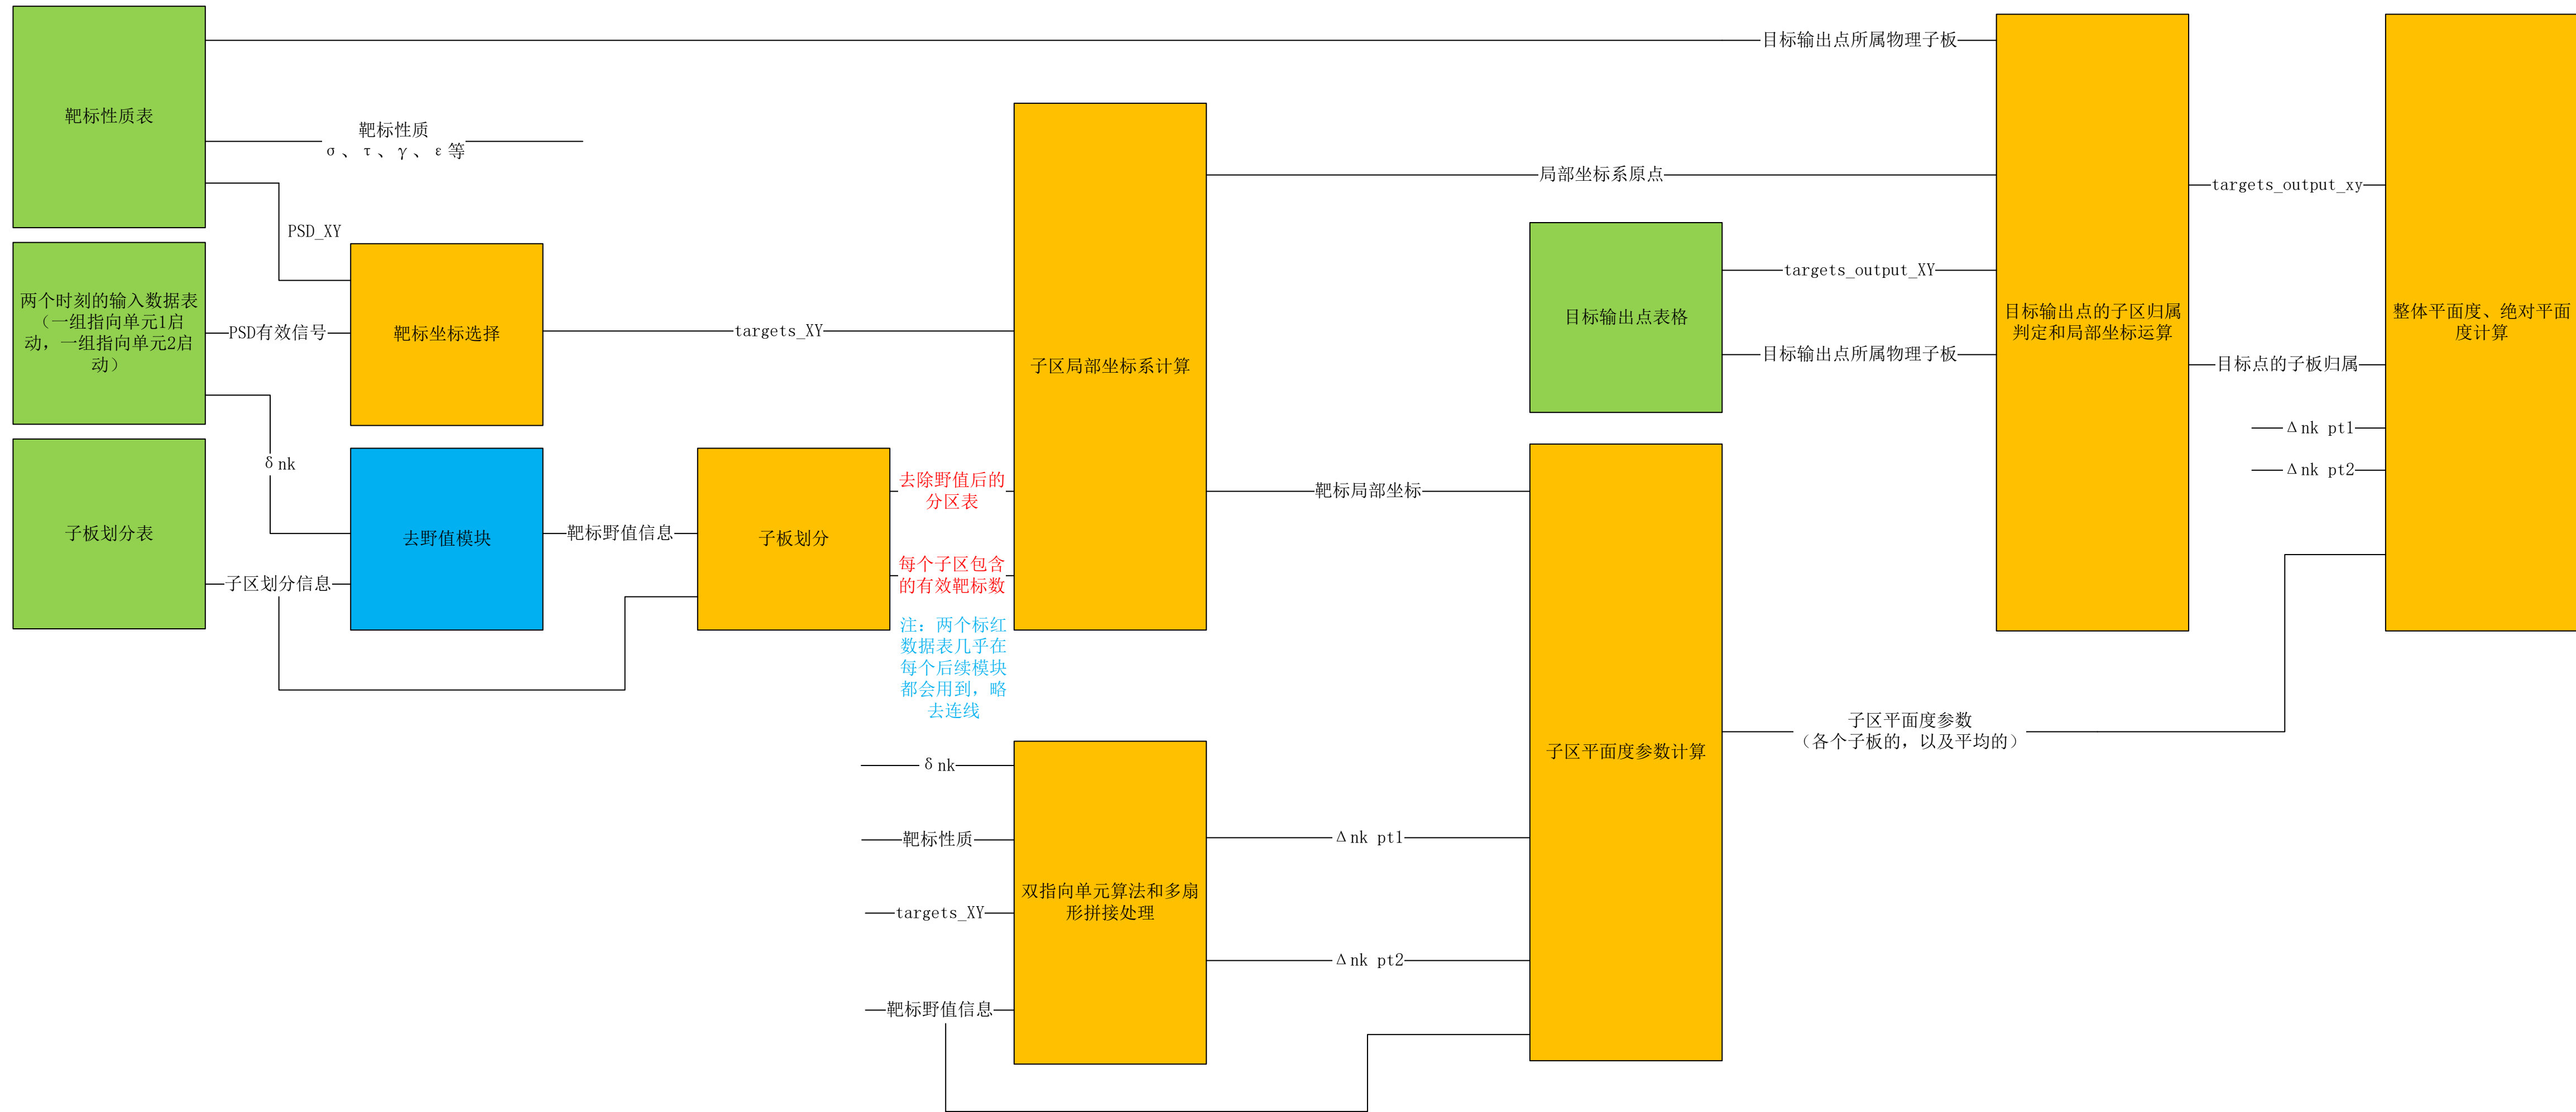 靶标性质表
目标输出点所属物理子板
靶标性质
σ、τ、γ、ε等
PSD_XY
两个时刻的输入数据表
（一组指向单元1启
动，一组指向单元2启
动）
PSD有效信号
靶标坐标选择
targets_XY
δnk
子板划分表
子区划分信息
去野值模块
靶标野值信息
子板划分
去除野值后的
分区表
每个子区包含
的有效靶标数
注：两个标红
数据表几乎在
每个后续模块
都会用到，略
去连线
子区局部坐标系计算
局部坐标系原点
靶标局部坐标
目标输出点表格
targets_output_XY
目标输出点所属物理子板
目标输出点的子区归属
判定和局部坐标运算
targets_output_xy
目标点的子板归属
Δnk pt1
Δnk pt2
整体平面度、绝对平面
度计算
δnk
靶标性质
targets_XY
靶标野值信息
双指向单元算法和多扇
形拼接处理
Δnk pt1
Δnk pt2
子区平面度参数计算
子区平面度参数
（各个子板的，以及平均的）